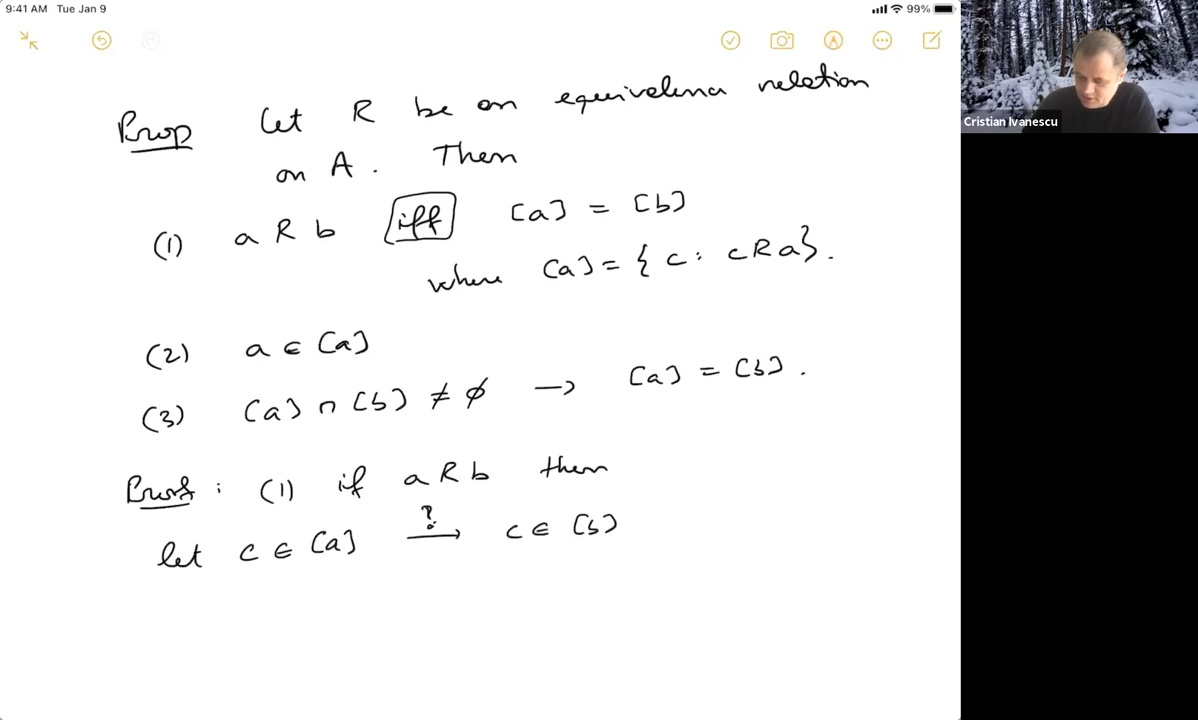 9:41 AM Tue Jan 9
99%
Prop Let R be an equivalence relation
on A. Then
(1) a R b iff [a] = [b]
where [a] = { c : c R a }.
(2) a ∈ [a]
(3) [a] ∩ [b] ≠ ∅ → [a] = [b].
Proof : (1) if a R b then
let c ∈ [a] ?→ c ∈ [b]
Cristian Ivanescu